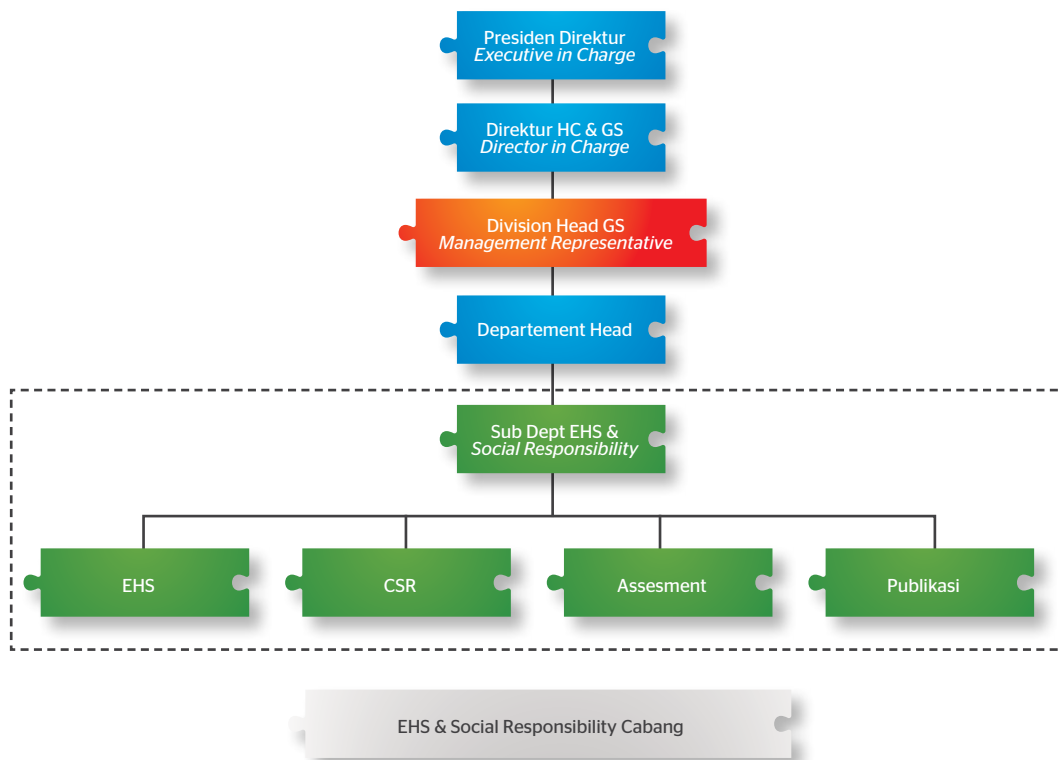 Presiden Direktur
Executive in Charge
Direktur HC & GS
Director in Charge
Division Head GS
Management Representative
Departement Head
Sub Dept EHS &
Social Responsibility
EHS
CSR
Assesment
Publikasi
EHS & Social Responsibility Cabang